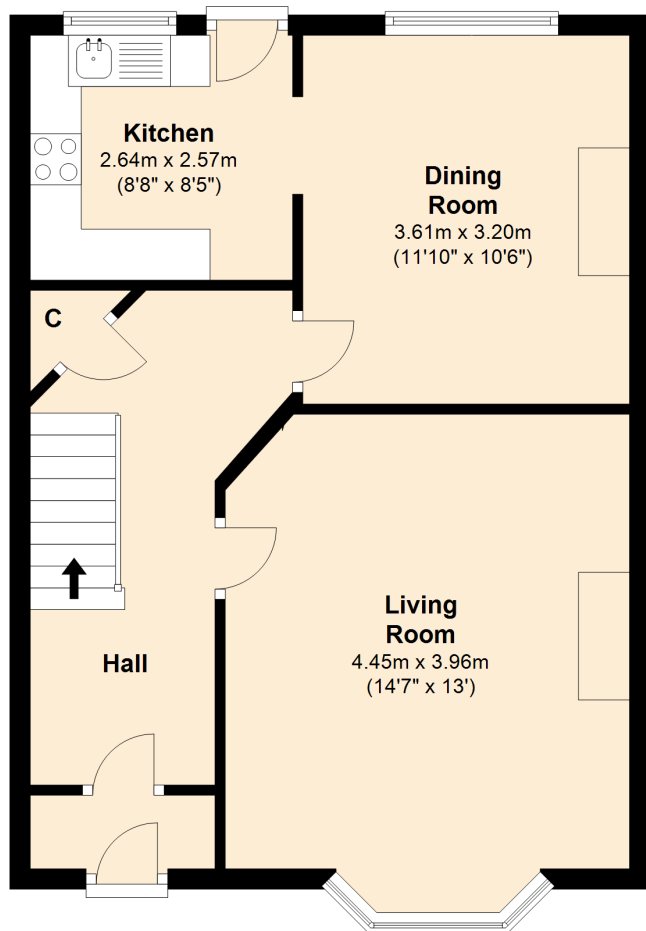 Kitchen
2.64m x 2.57m
(8'8" x 8'5")
Dining
Room
3.61m x 3.20m
(11'10" x 10'6")
C
Living
Room
4.45m x 3.96m
(14'7" x 13')
Hall